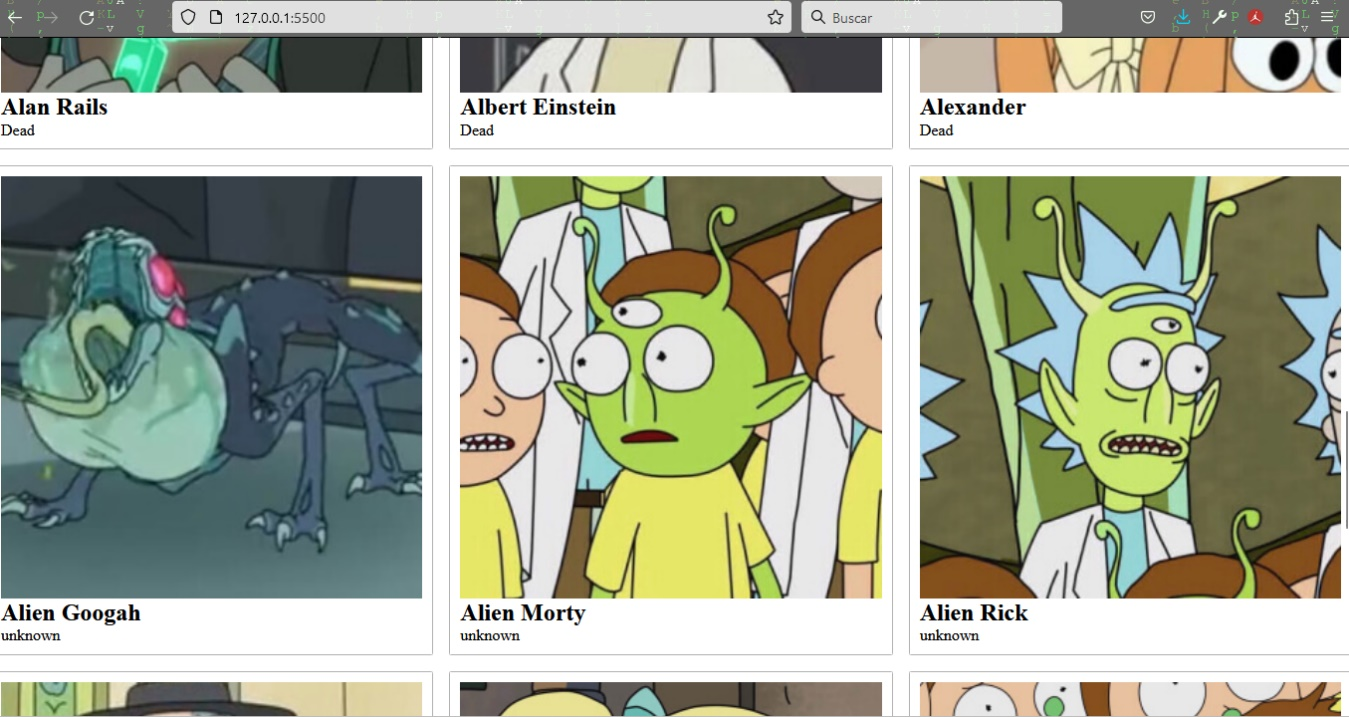 127.0.0.1:5500
Buscar
Alan Rails
Dead
Albert Einstein
Dead
Alexander
Dead
Alien Googah
unknown
Alien Morty
unknown
Alien Rick
unknown